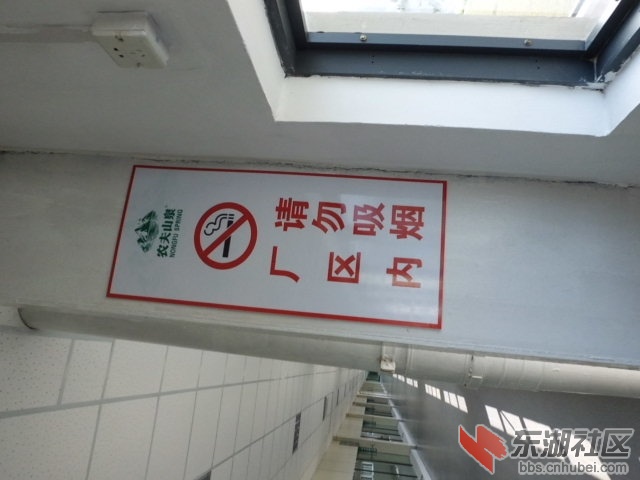 农夫山泉
NONGFU SPRING
厂区内
请勿吸烟
东湖社区
bbs.cnhubei.com